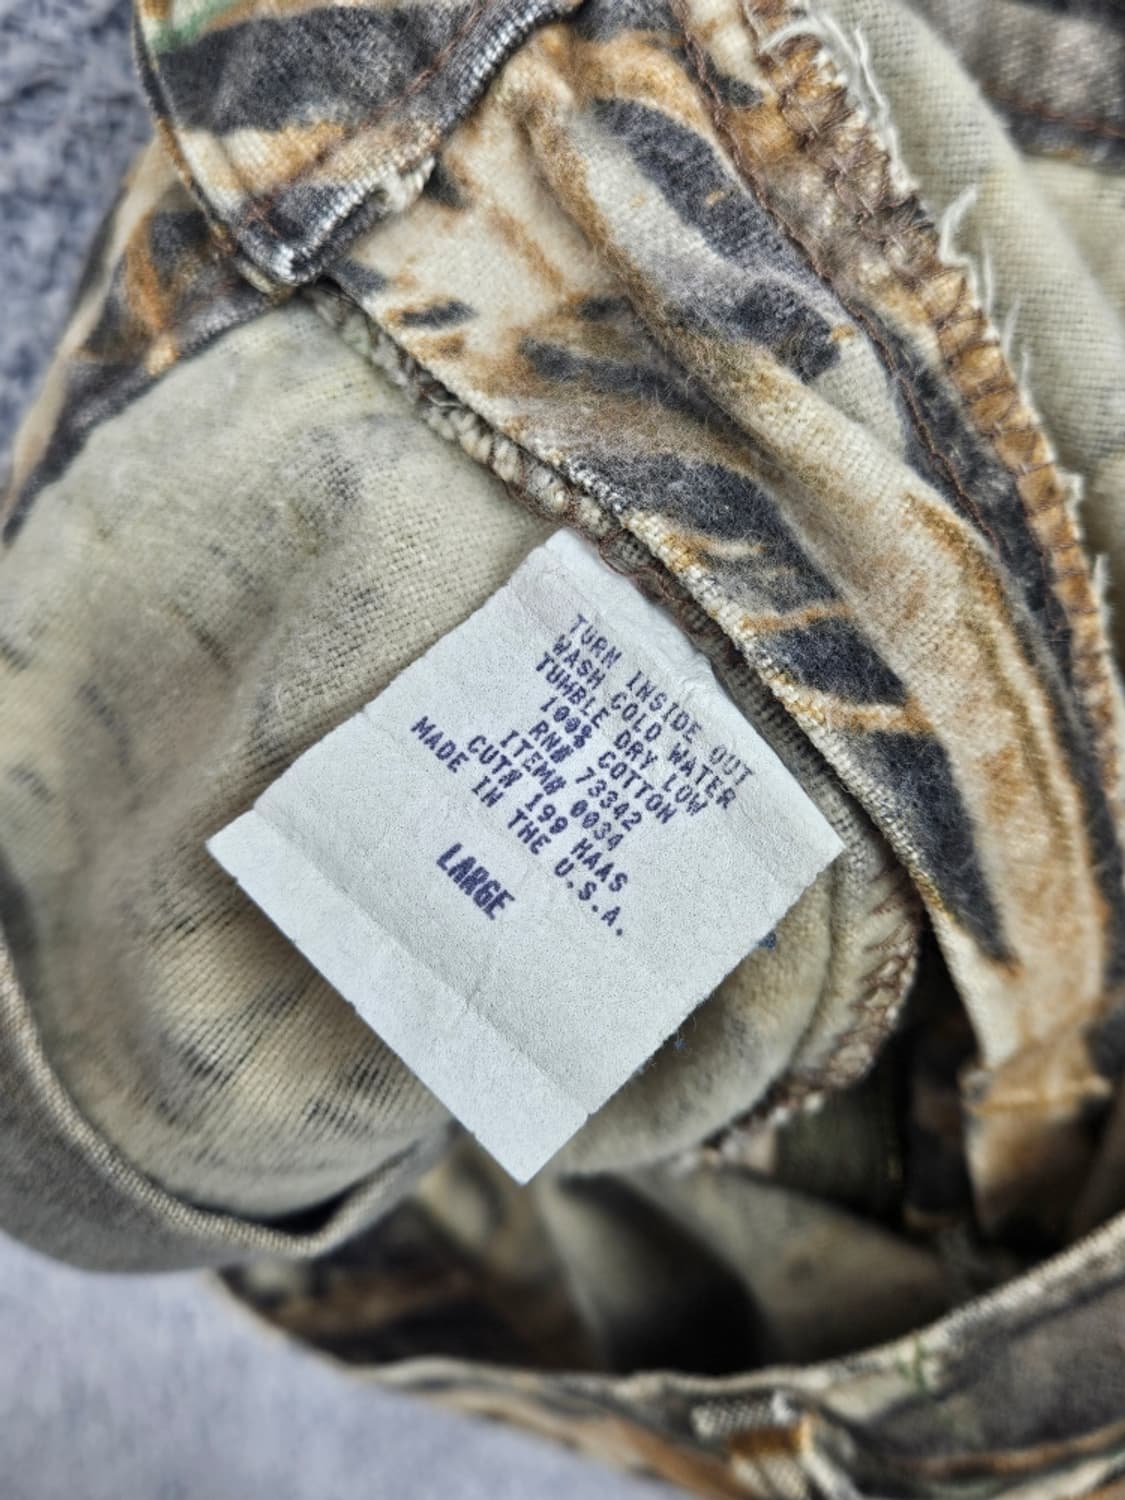 TURN INSIDE OUT
WASH COLD WATER
TUMBLE DRY LOW
100% COTTON
RN# 73342
ITEM# 0034
CUT# 199 HAAS
MADE IN THE U.S.A.
LARGE